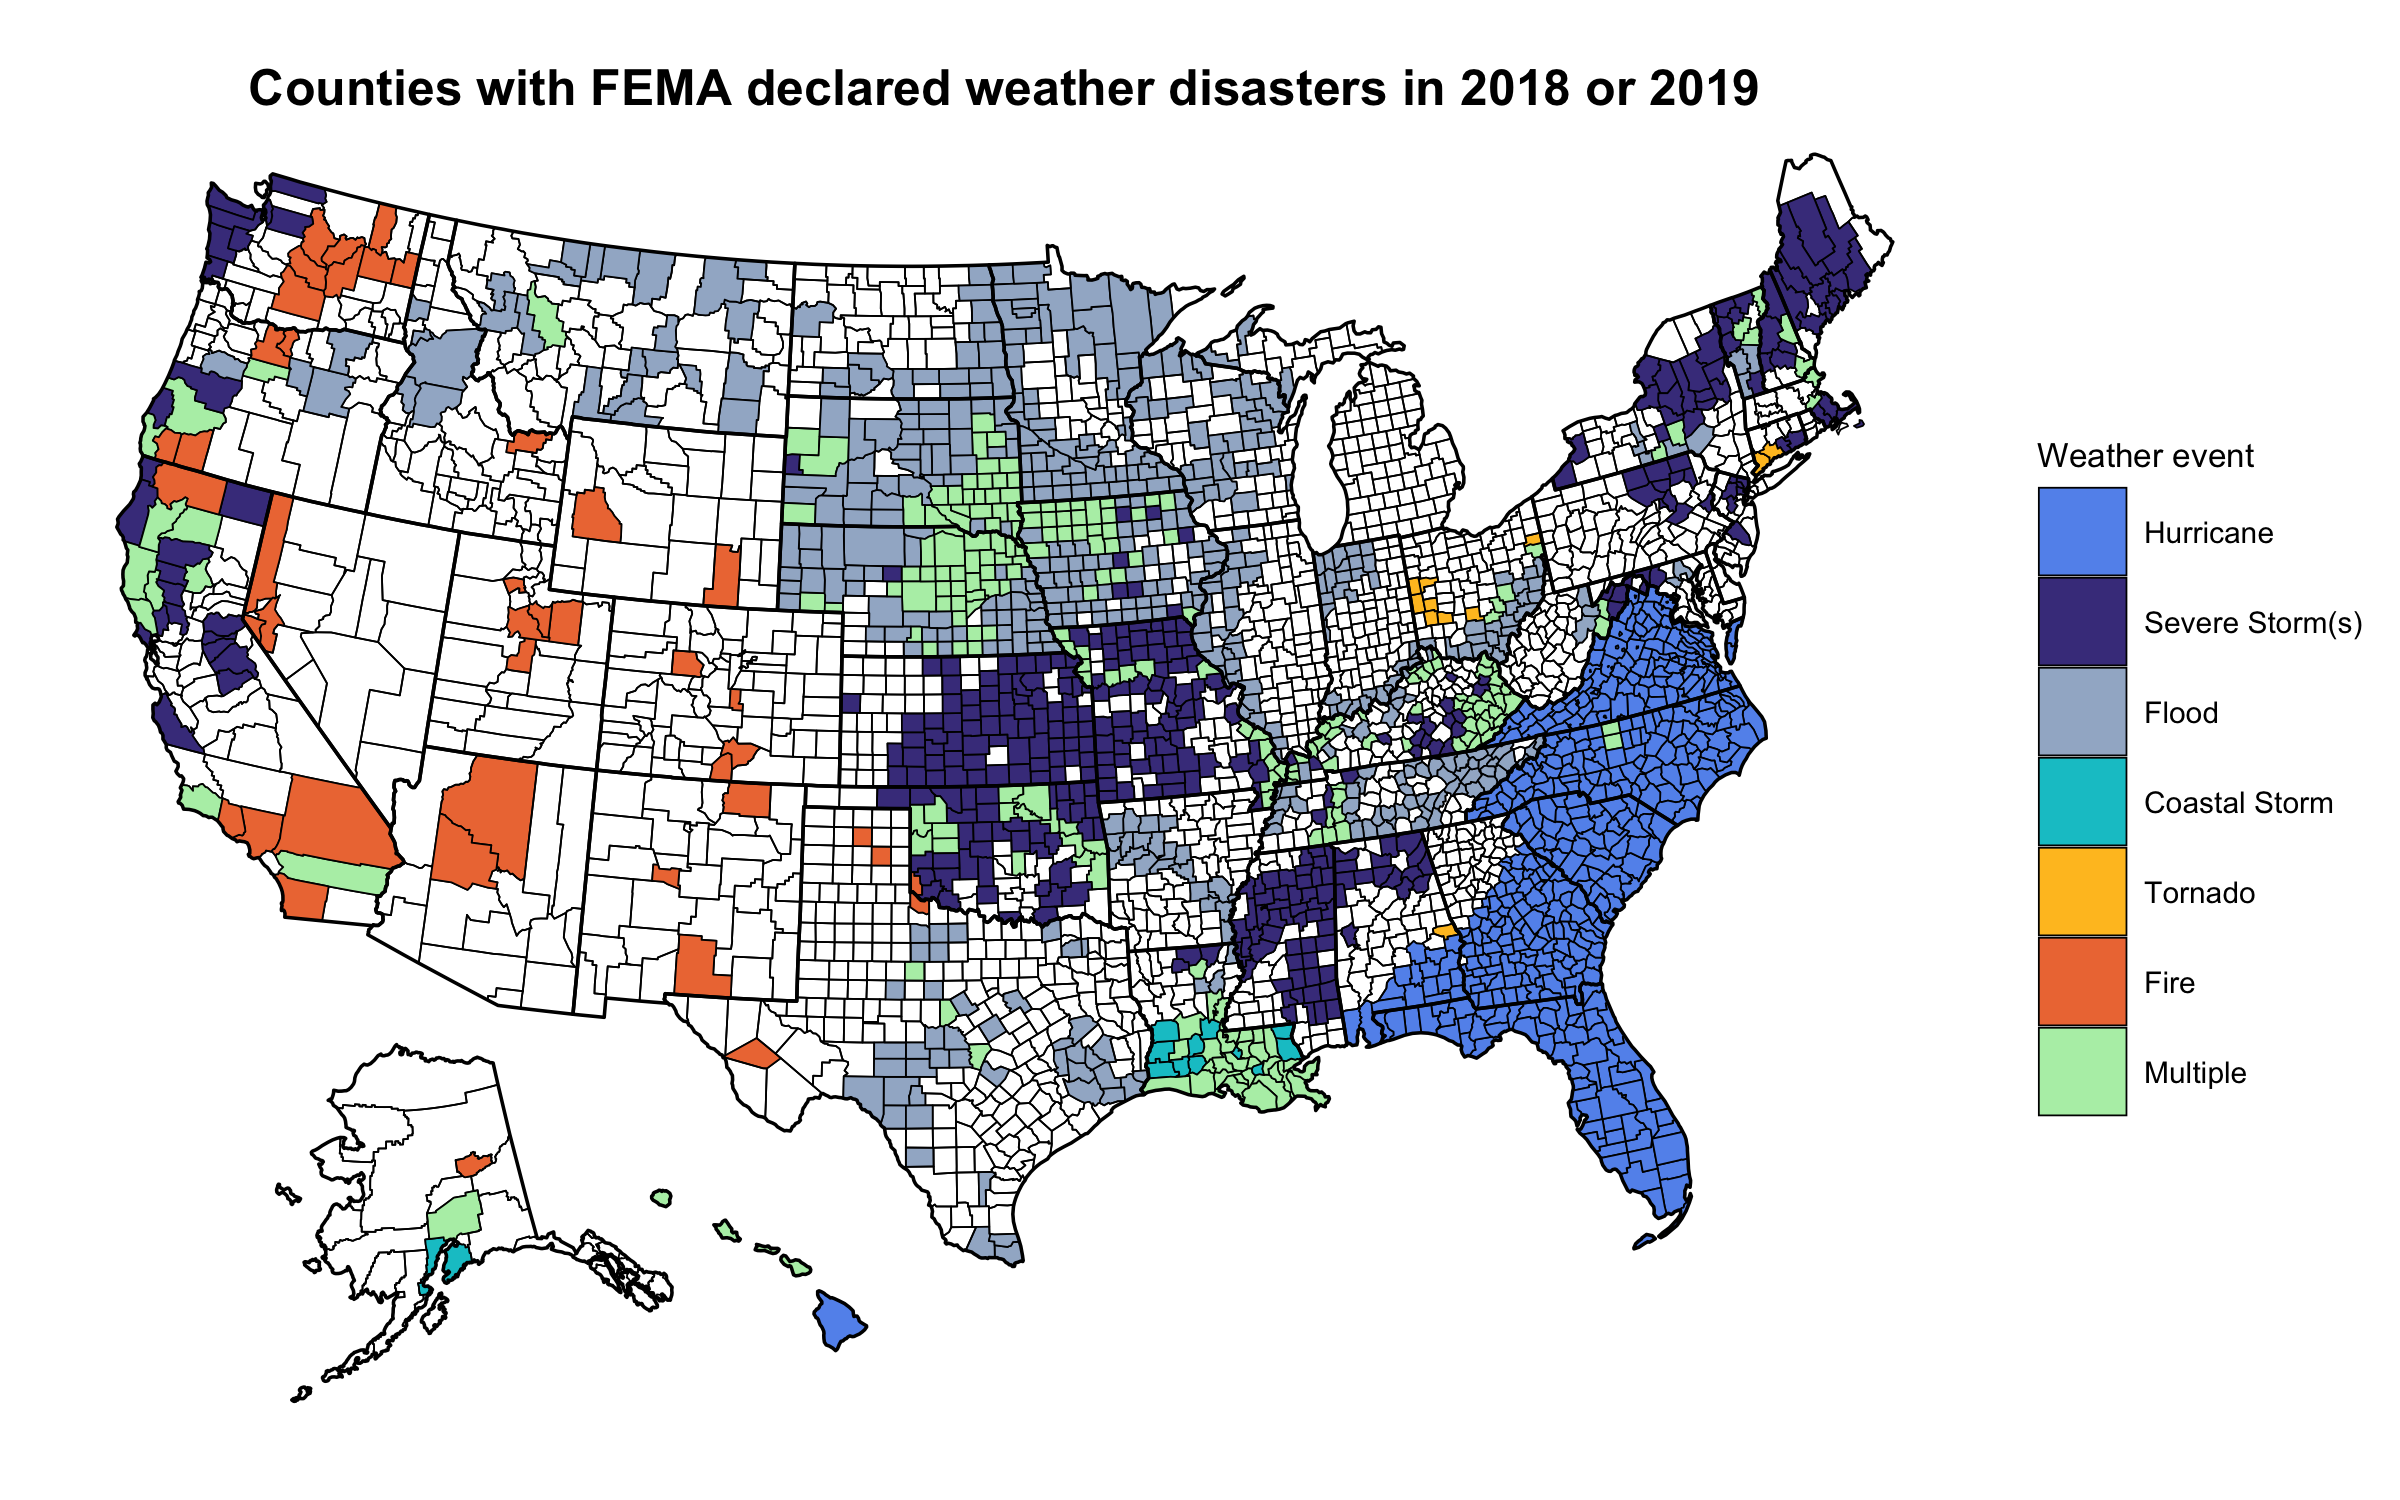 Counties with FEMA declared weather disasters in 2018 or 2019
Weather event
Hurricane
Severe Storm(s)
Flood
Coastal Storm
Tornado
Fire
Multiple